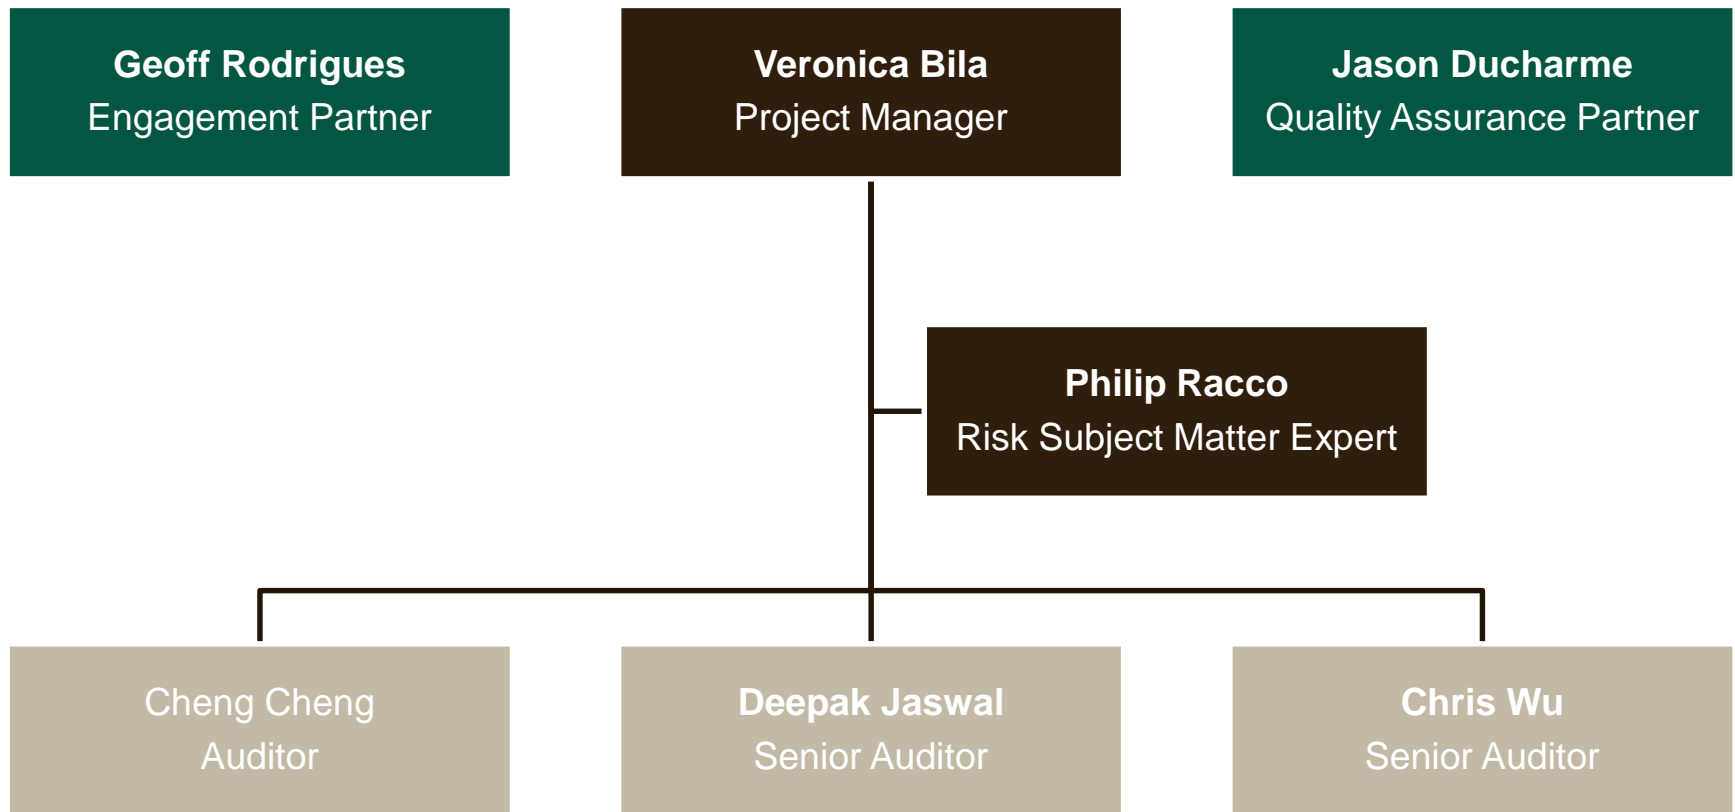 Geoff Rodrigues
Engagement Partner
Veronica Bila
Project Manager
Jason Ducharme
Quality Assurance Partner
Philip Racco
Risk Subject Matter Expert
Cheng Cheng
Auditor
Deepak Jaswal
Senior Auditor
Chris Wu
Senior Auditor